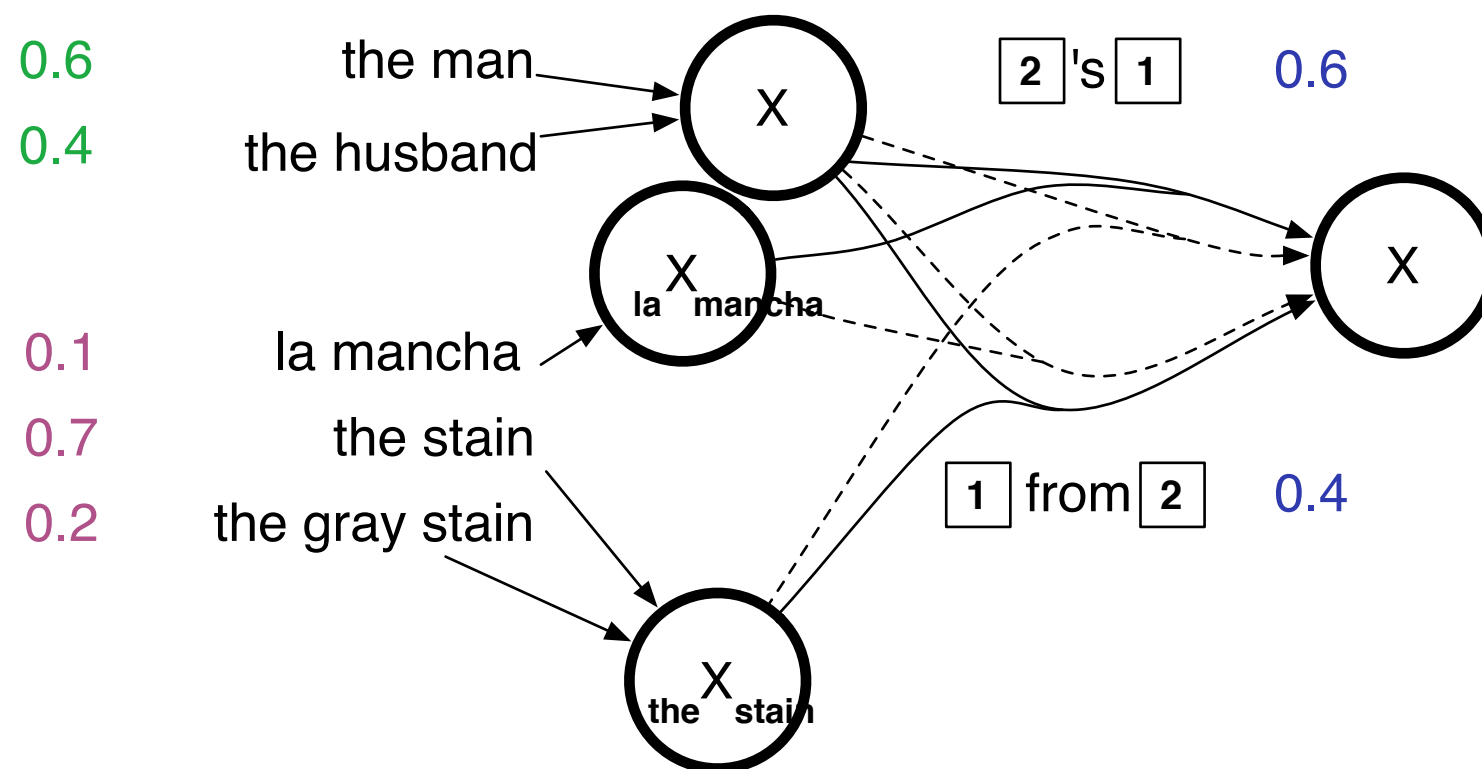 0.6 the man X 2 's 1 0.6
0.4 the husband
X
la mancha
X
0.1 la mancha
0.7 the stain
0.2 the gray stain
1 from 2 0.4
X
the stain